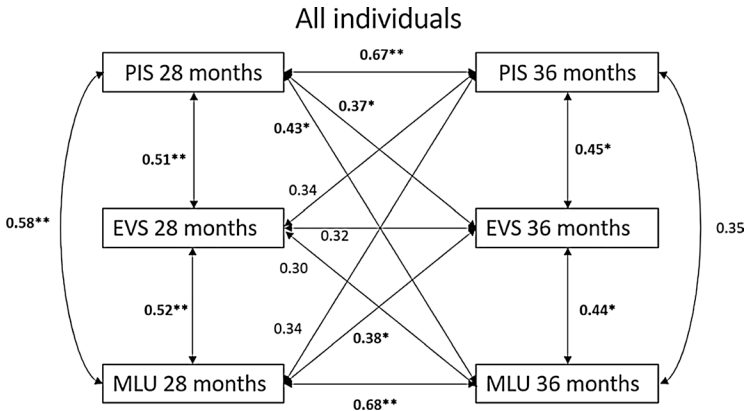 All individuals
0.67**
PIS 28 months
PIS 36 months
0.37*
0.43*
0.51**
0.45*
0.34
0.58**
EVS 28 months
0.32
EVS 36 months
0.35
0.30
0.52**
0.34
0.38*
0.44*
MLU 28 months
MLU 36 months
0.68**